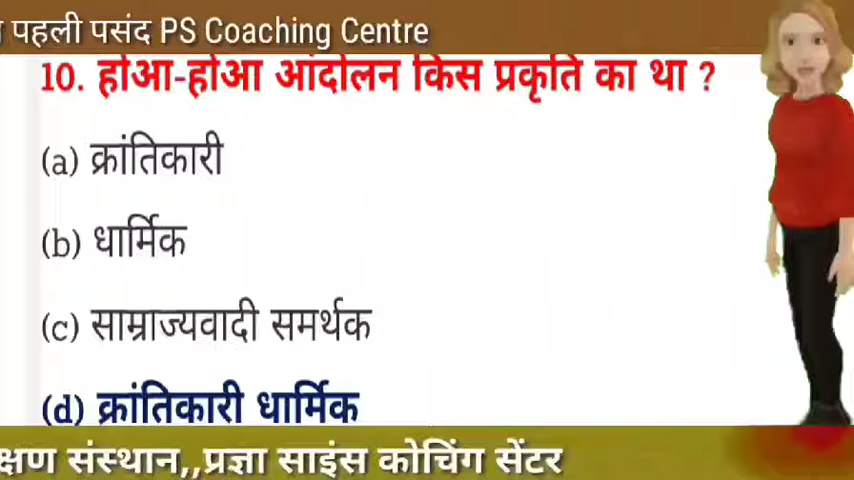 पहली पसंद PS Coaching Centre
10. होआ-होआ आंदोलन किस प्रकृति का था ?
(a) क्रांतिकारी
(b) धार्मिक
(c) साम्राज्यवादी समर्थक
(d) क्रांतिकारी धार्मिक
क्षण संस्थान,,प्रज्ञा साइंस कोचिंग सेंटर